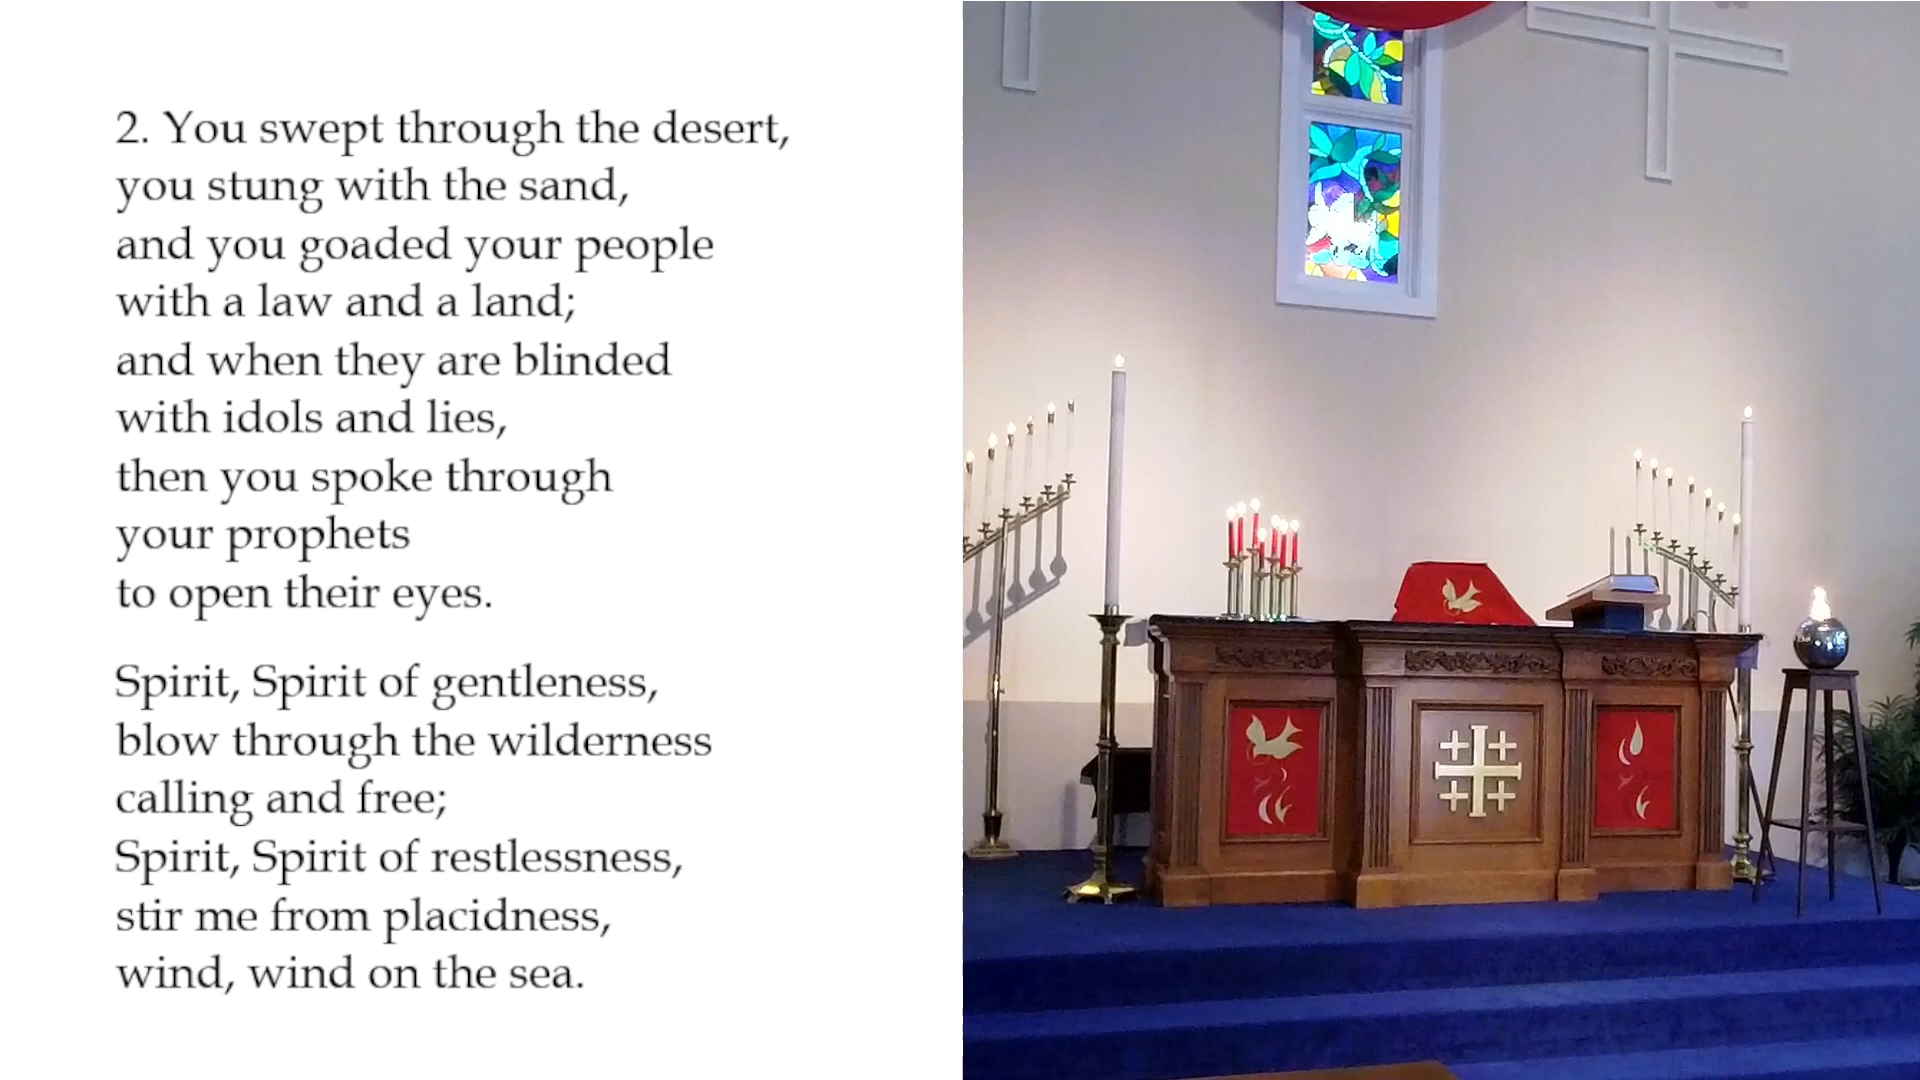 2. You swept through the desert,
you stung with the sand,
and you goaded your people
with a law and a land;
and when they are blinded
with idols and lies,
then you spoke through
your prophets
to open their eyes.
Spirit, Spirit of gentleness,
blow through the wilderness
calling and free;
Spirit, Spirit of restlessness,
stir me from placidness,
wind, wind on the sea.